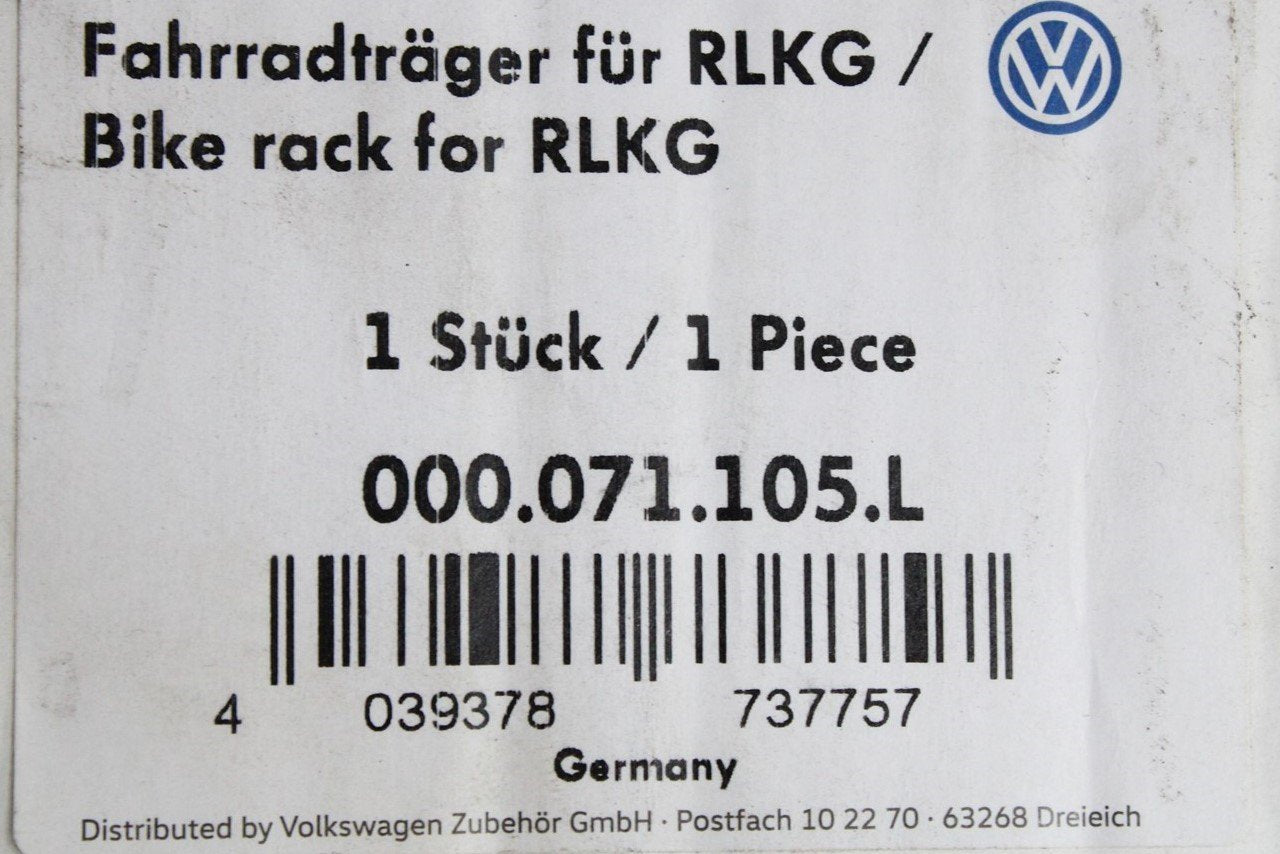 Fahrradträger für RLKG /
Bike rack for RLKG
1 Stück / 1 Piece
000.071.105.L
4 039378 737757
Germany
Distributed by Volkswagen Zubehör GmbH · Postfach 10 22 70 · 63268 Dreieich